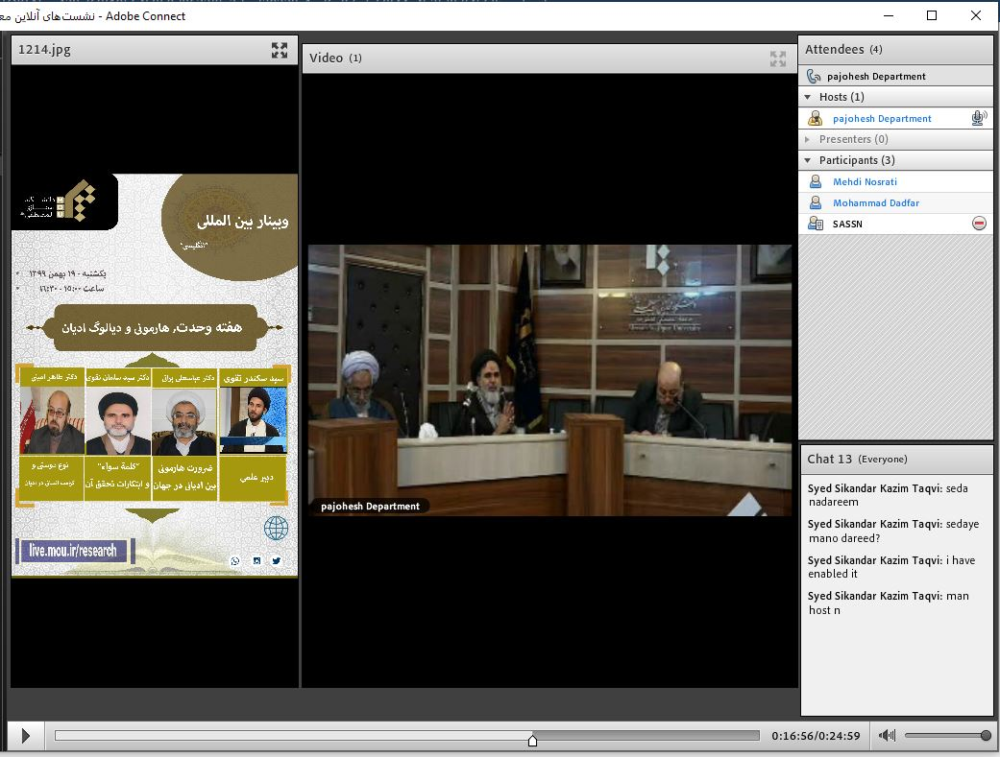 نشست‌های آنلاین مع - Adobe Connect
1214.jpg
وبینار بین المللی
"انگلیسی"
یکشنبه - ۱۹ بهمن ۱۳۹۹
ساعت ۱۵:۰۰ - ۱۶:۳۰
هفته وحدت، هارمونی و دیالوگ ادیان
سید سکندر تقوی
دکتر عباسعلی براتی
دکتر سید سلمان نقوی
دکتر طاهر امینی
دبیر علمی
ضرورت هارمونی
بین ادیانی در جهان
"کلمة سواء"
و ابتکارات تحقق آن
نوع دوستی و
کرامت انسانی در ادیان
live.mou.ir/research
Video (1)
pajohesh Department
Attendees (4)
pajohesh Department
Hosts (1)
pajohesh Department
Presenters (0)
Participants (3)
Mehdi Nosrati
Mohammad Dadfar
SASSN
Chat 13 (Everyone)
Syed Sikandar Kazim Taqvi: seda
nadareem
Syed Sikandar Kazim Taqvi: sedaye
mano dareed?
Syed Sikandar Kazim Taqvi: i have
enabled it
Syed Sikandar Kazim Taqvi: man
host n
0:16:56/0:24:59